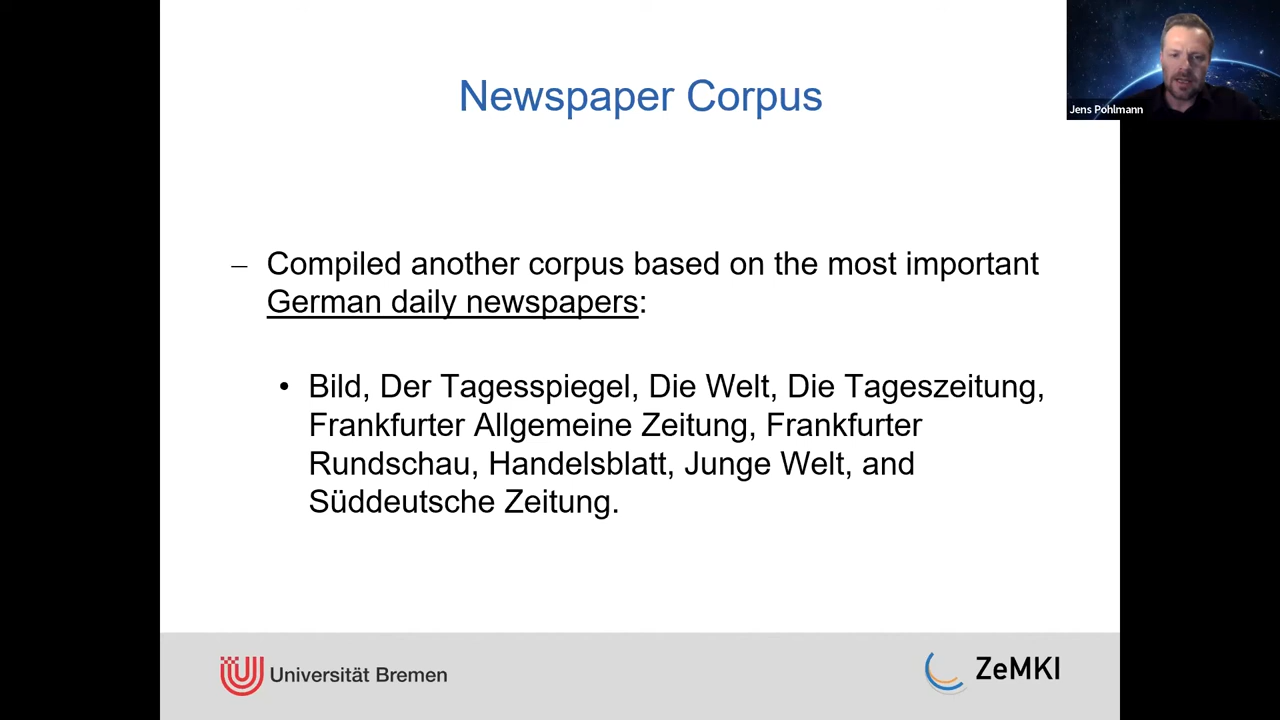 Newspaper Corpus
Jens Pohlmann
– Compiled another corpus based on the most important
German daily newspapers:
• Bild, Der Tagesspiegel, Die Welt, Die Tageszeitung,
Frankfurter Allgemeine Zeitung, Frankfurter
Rundschau, Handelsblatt, Junge Welt, and
Süddeutsche Zeitung.
Universität Bremen
ZeMKI